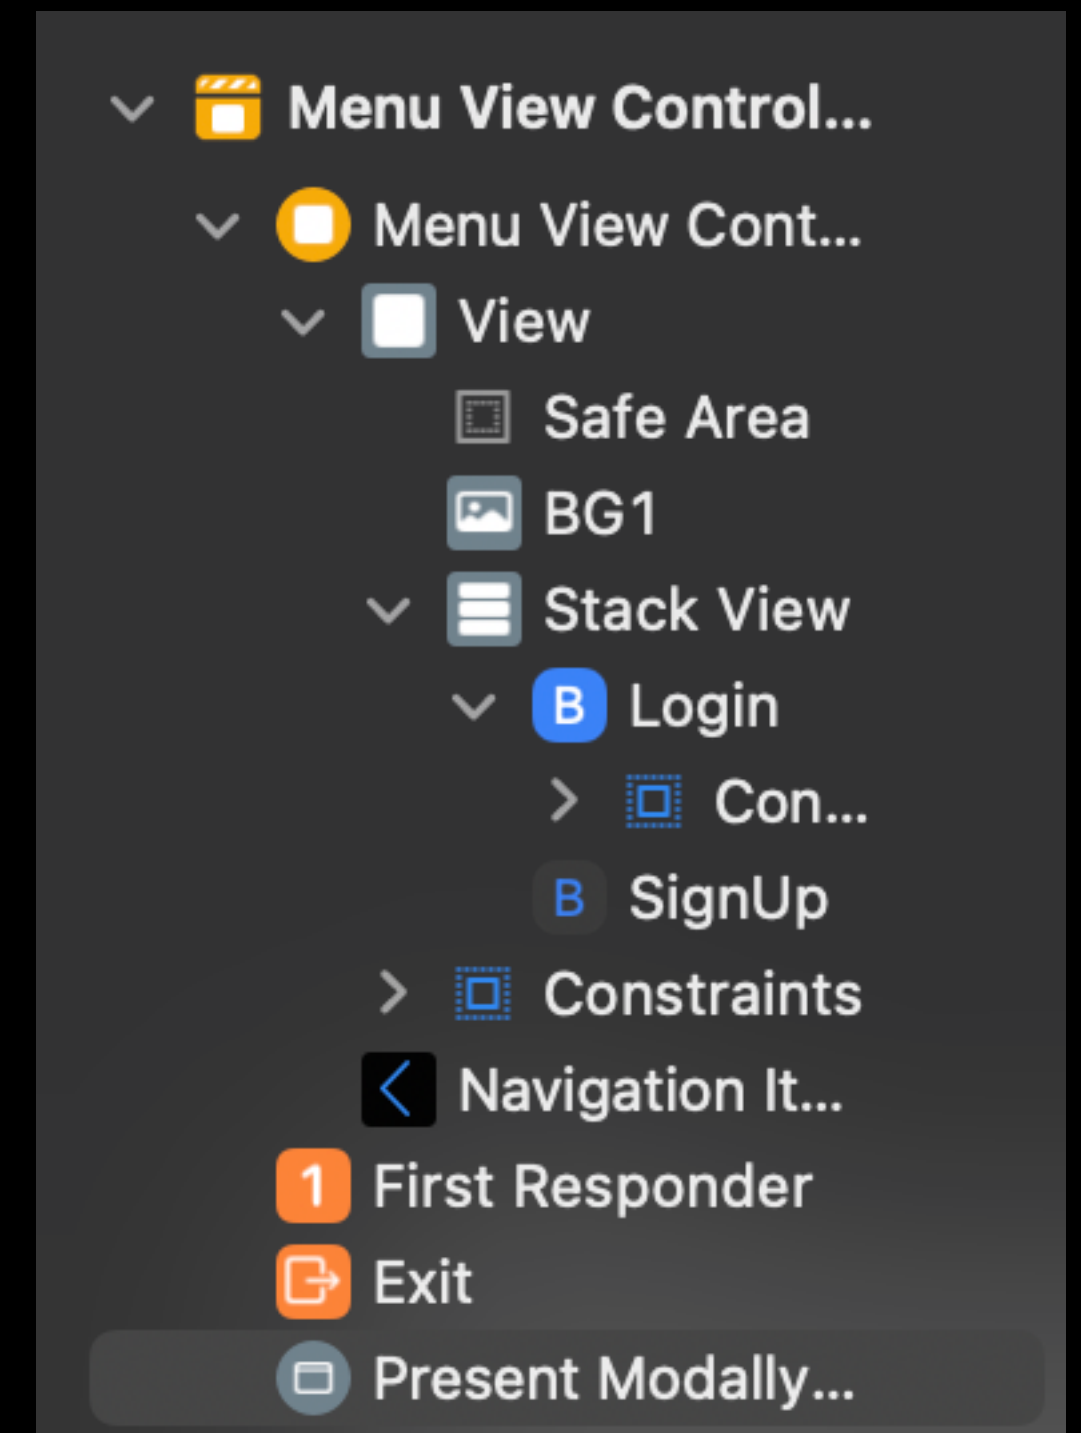 Menu View Control...
Menu View Cont...
View
Safe Area
BG1
Stack View
B Login
Con...
B SignUp
Constraints
Navigation It...
1 First Responder
Exit
Present Modally...